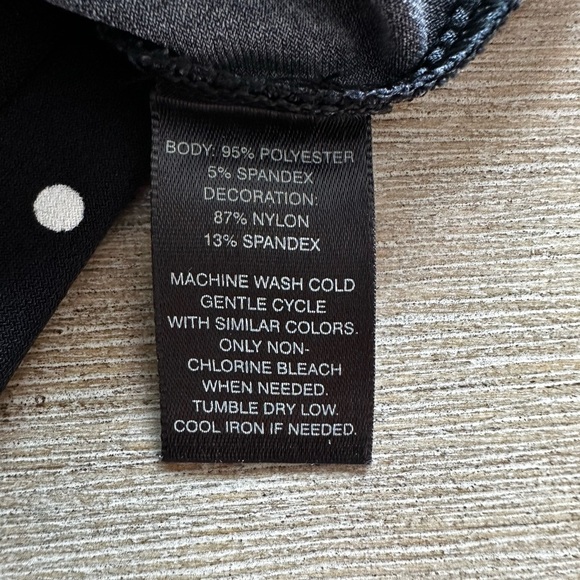 BODY: 95% POLYESTER
5% SPANDEX
DECORATION:
87% NYLON
13% SPANDEX
MACHINE WASH COLD
GENTLE CYCLE
WITH SIMILAR COLORS.
ONLY NON-
CHLORINE BLEACH
WHEN NEEDED.
TUMBLE DRY LOW.
COOL IRON IF NEEDED.